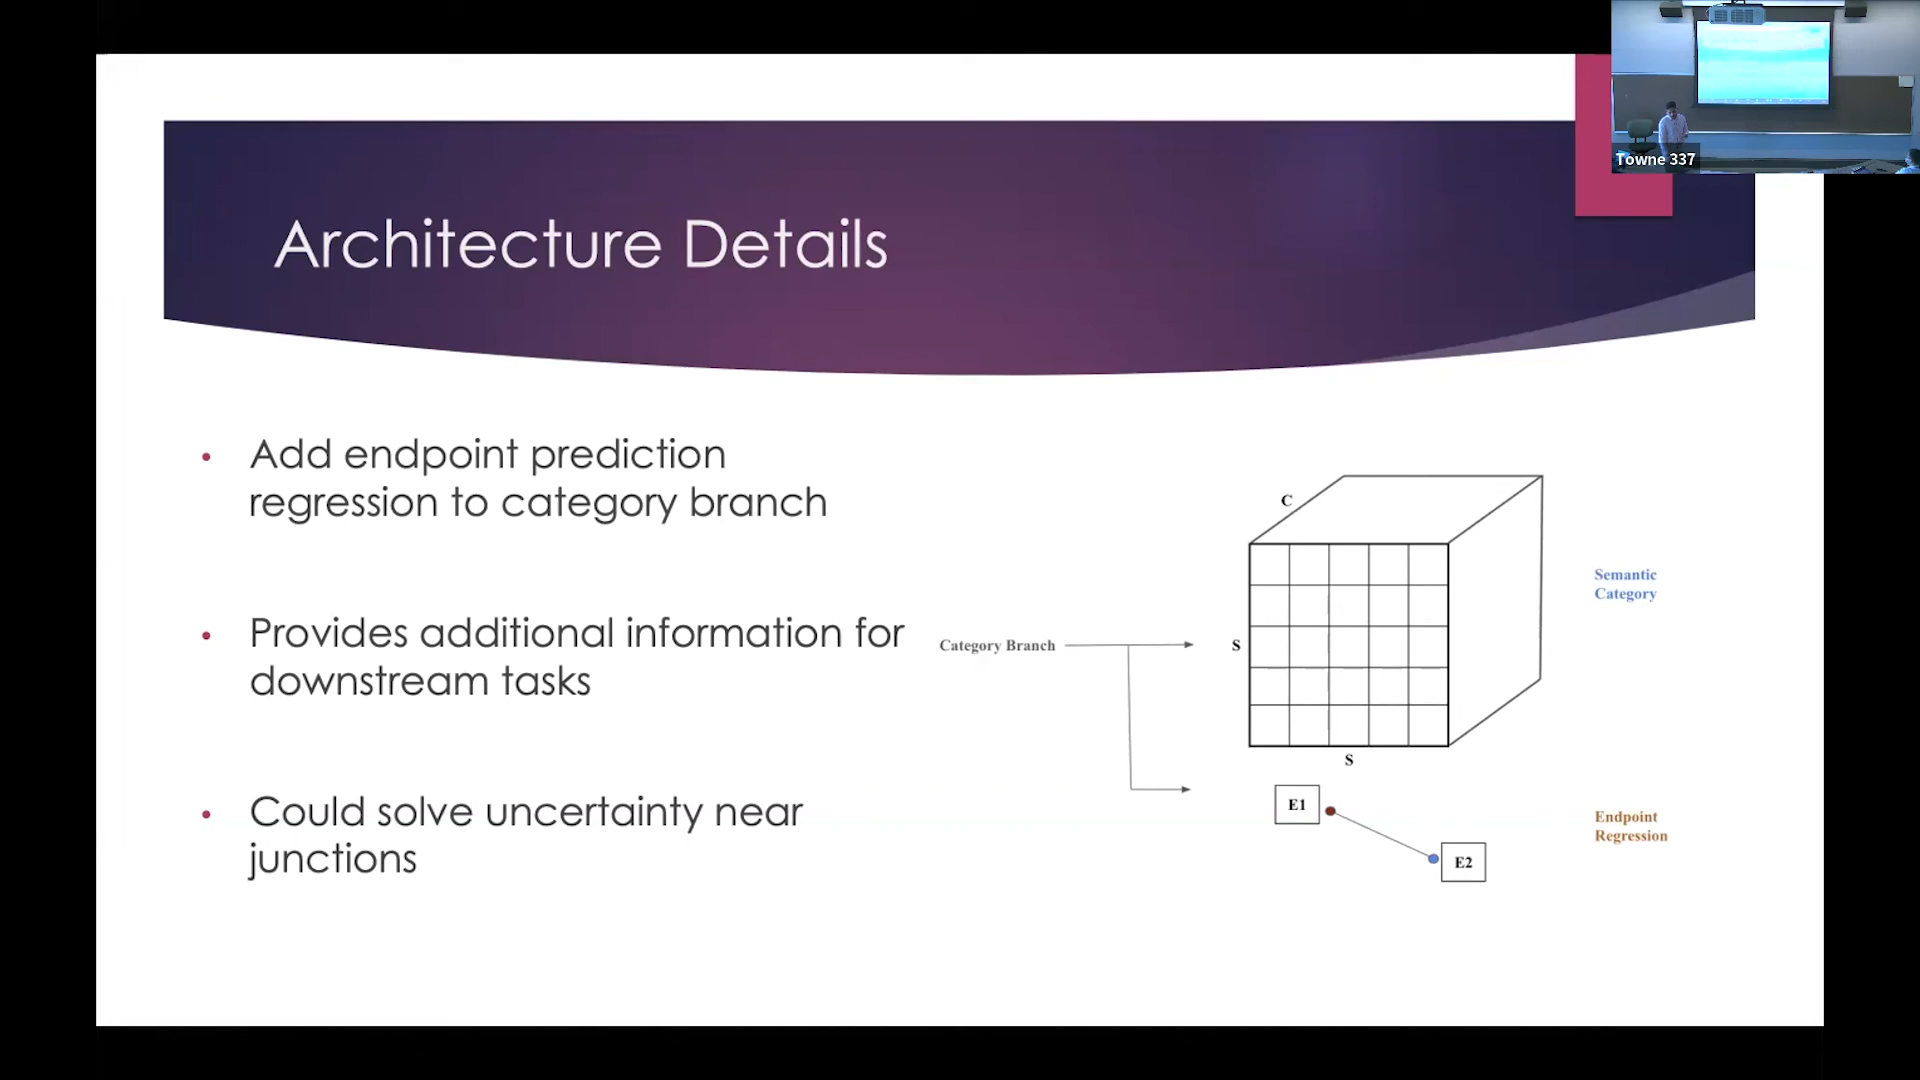 Towne 337
Architecture Details
• Add endpoint prediction
regression to category branch
• Provides additional information for
downstream tasks
• Could solve uncertainty near
junctions
Category Branch
C
S
S
Semantic
Category
E1
E2
Endpoint
Regression